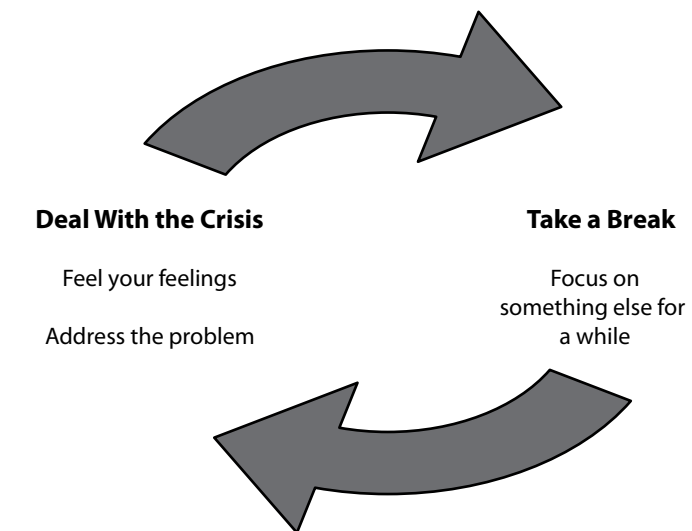 Deal With the Crisis
Feel your feelings
Address the problem
Take a Break
Focus on
something else for
a while